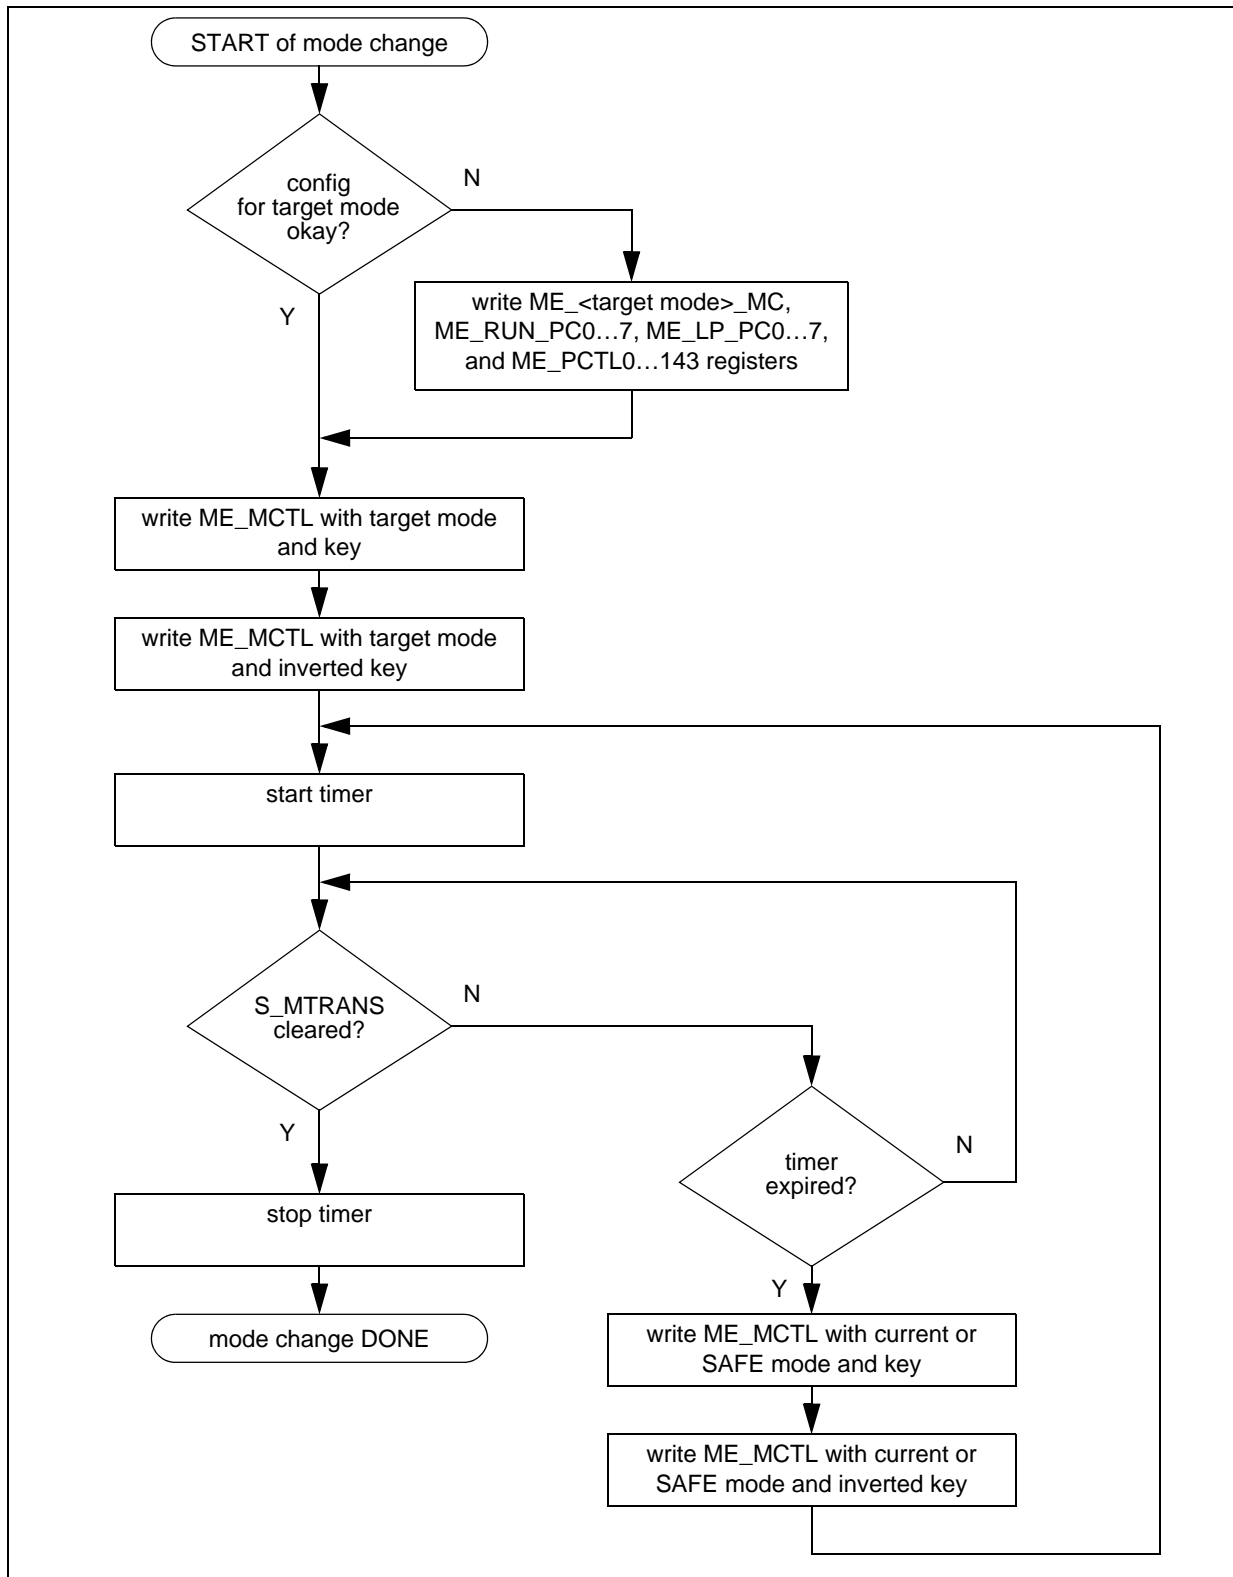 START of mode change
config
for target mode
okay?
N
Y
write ME_<target mode>_MC,
ME_RUN_PC0…7, ME_LP_PC0…7,
and ME_PCTL0…143 registers
write ME_MCTL with target mode
and key
write ME_MCTL with target mode
and inverted key
start timer
S_MTRANS
cleared?
N
Y
timer
expired?
N
Y
stop timer
mode change DONE
write ME_MCTL with current or
SAFE mode and key
write ME_MCTL with current or
SAFE mode and inverted key